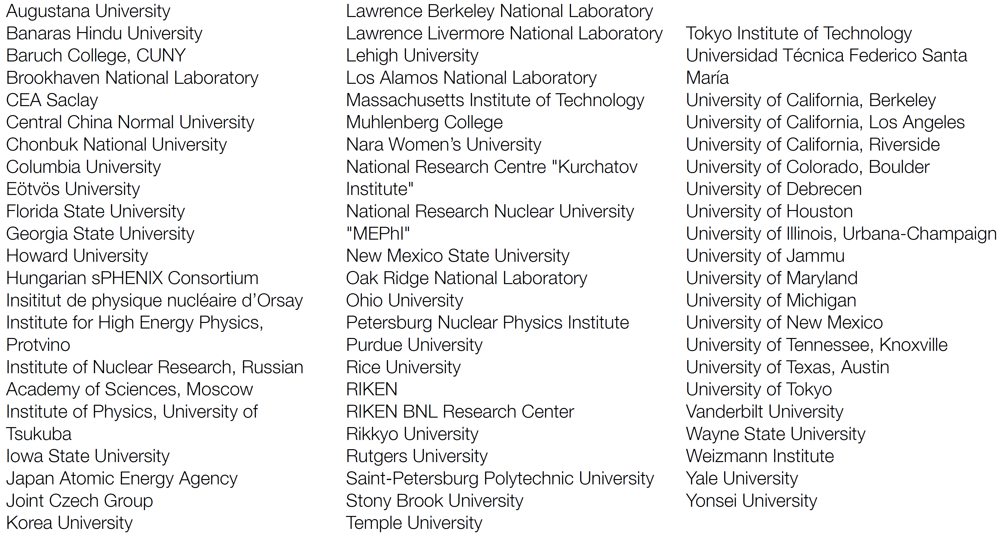 Augustana University
Banaras Hindu University
Baruch College, CUNY
Brookhaven National Laboratory
CEA Saclay
Central China Normal University
Chonbuk National University
Columbia University
Eötvös University
Florida State University
Georgia State University
Howard University
Hungarian sPHENIX Consortium
Insititut de physique nucléaire d’Orsay
Institute for High Energy Physics,
Protvino
Institute of Nuclear Research, Russian
Academy of Sciences, Moscow
Institute of Physics, University of
Tsukuba
Iowa State University
Japan Atomic Energy Agency
Joint Czech Group
Korea University
Lawrence Berkeley National Laboratory
Lawrence Livermore National Laboratory
Lehigh University
Los Alamos National Laboratory
Massachusetts Institute of Technology
Muhlenberg College
Nara Women’s University
National Research Centre "Kurchatov
Institute"
National Research Nuclear University
"MEPhI"
New Mexico State University
Oak Ridge National Laboratory
Ohio University
Petersburg Nuclear Physics Institute
Purdue University
Rice University
RIKEN
RIKEN BNL Research Center
Rikkyo University
Rutgers University
Saint-Petersburg Polytechnic University
Stony Brook University
Temple University
Tokyo Institute of Technology
Universidad Técnica Federico Santa
María
University of California, Berkeley
University of California, Los Angeles
University of California, Riverside
University of Colorado, Boulder
University of Debrecen
University of Houston
University of Illinois, Urbana-Champaign
University of Jammu
University of Maryland
University of Michigan
University of New Mexico
University of Tennessee, Knoxville
University of Texas, Austin
University of Tokyo
Vanderbilt University
Wayne State University
Weizmann Institute
Yale University
Yonsei University